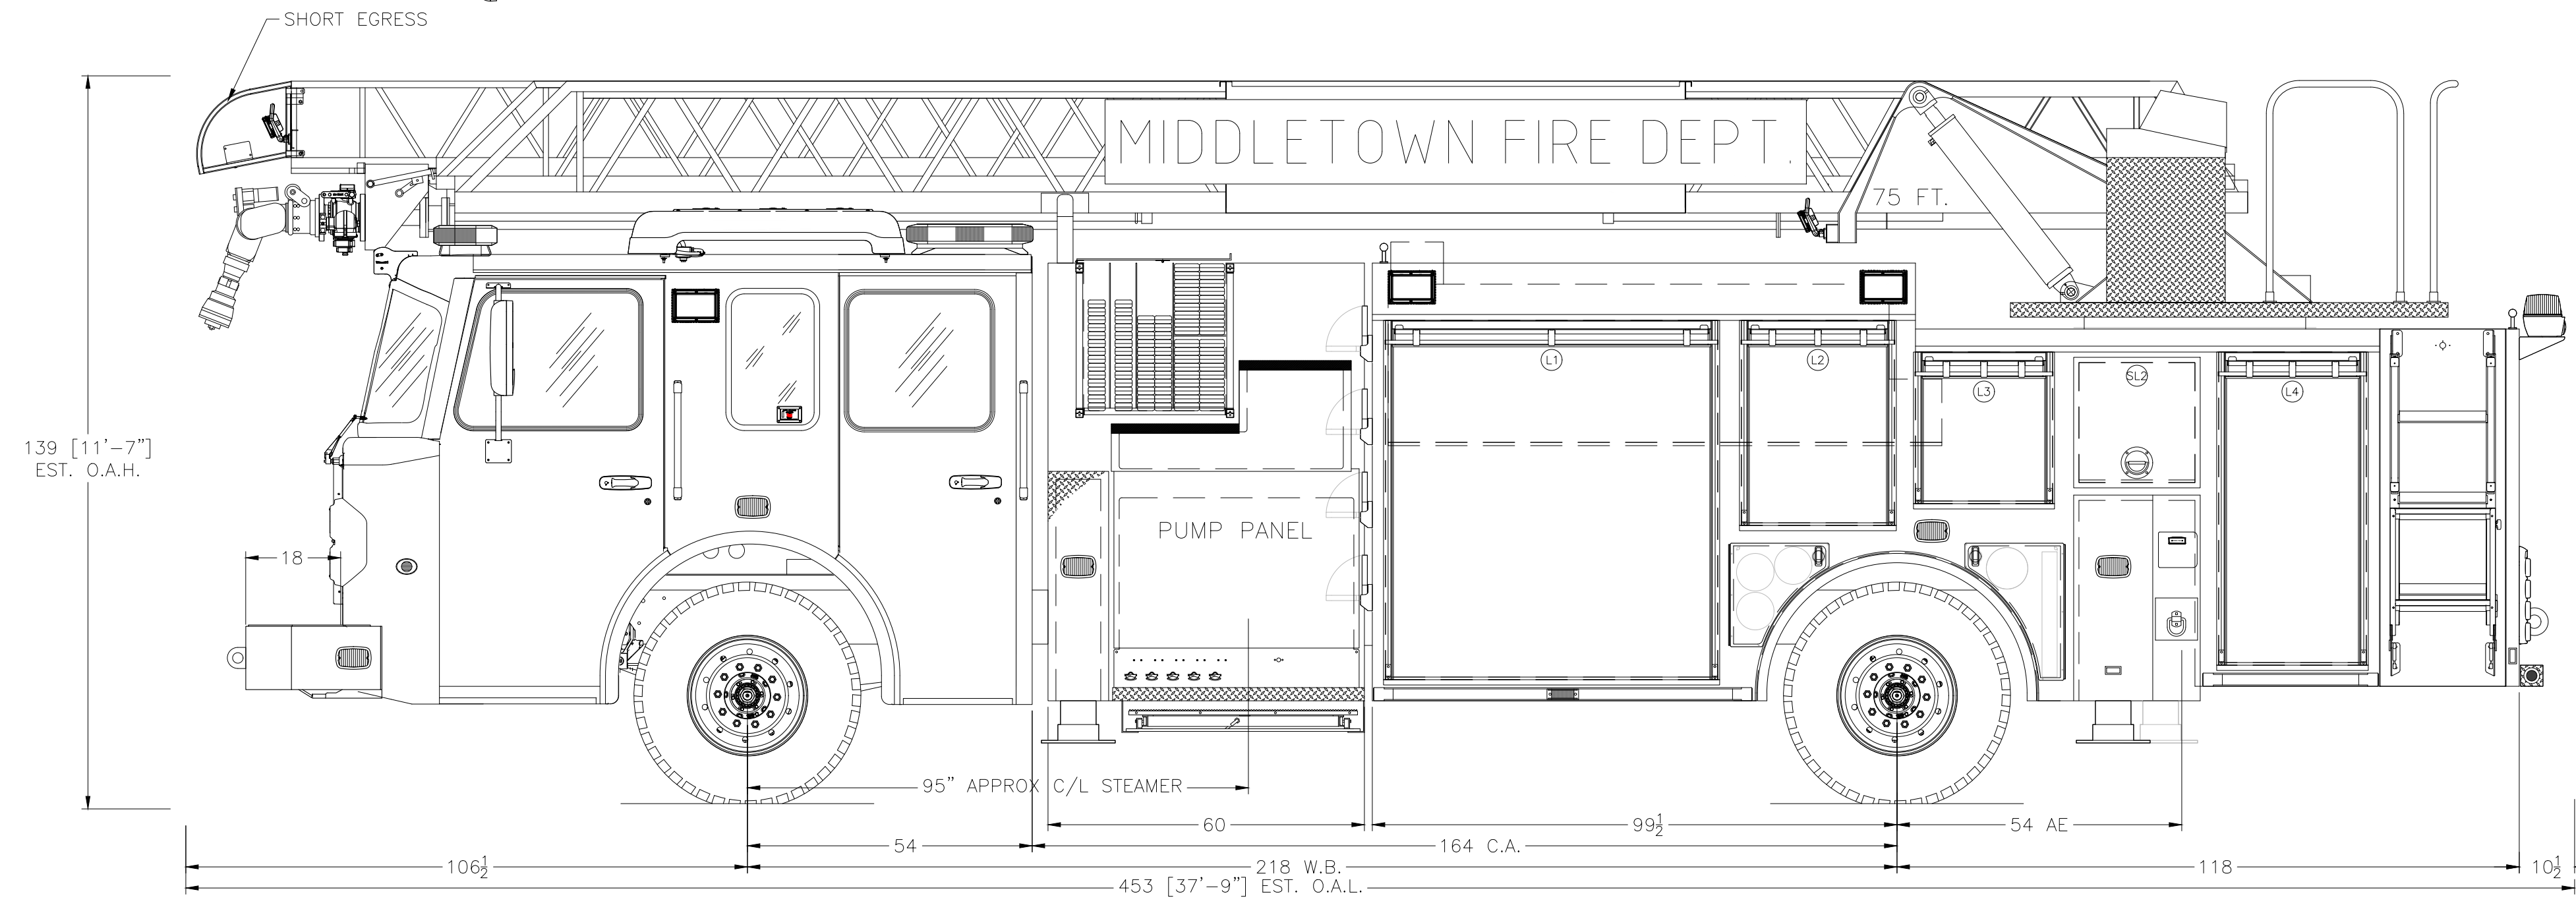 SHORT EGRESS
MIDDLETOWN FIRE DEPT.
75 FT.
L1
L2
L3
SL2
L4
139 [11'-7"]
EST. O.A.H.
PUMP PANEL
18
95" APPROX C/L STEAMER
60
99½
54 AE
54
164 C.A.
106½
218 W.B.
118
10½
453 [37'-9"] EST. O.A.L.